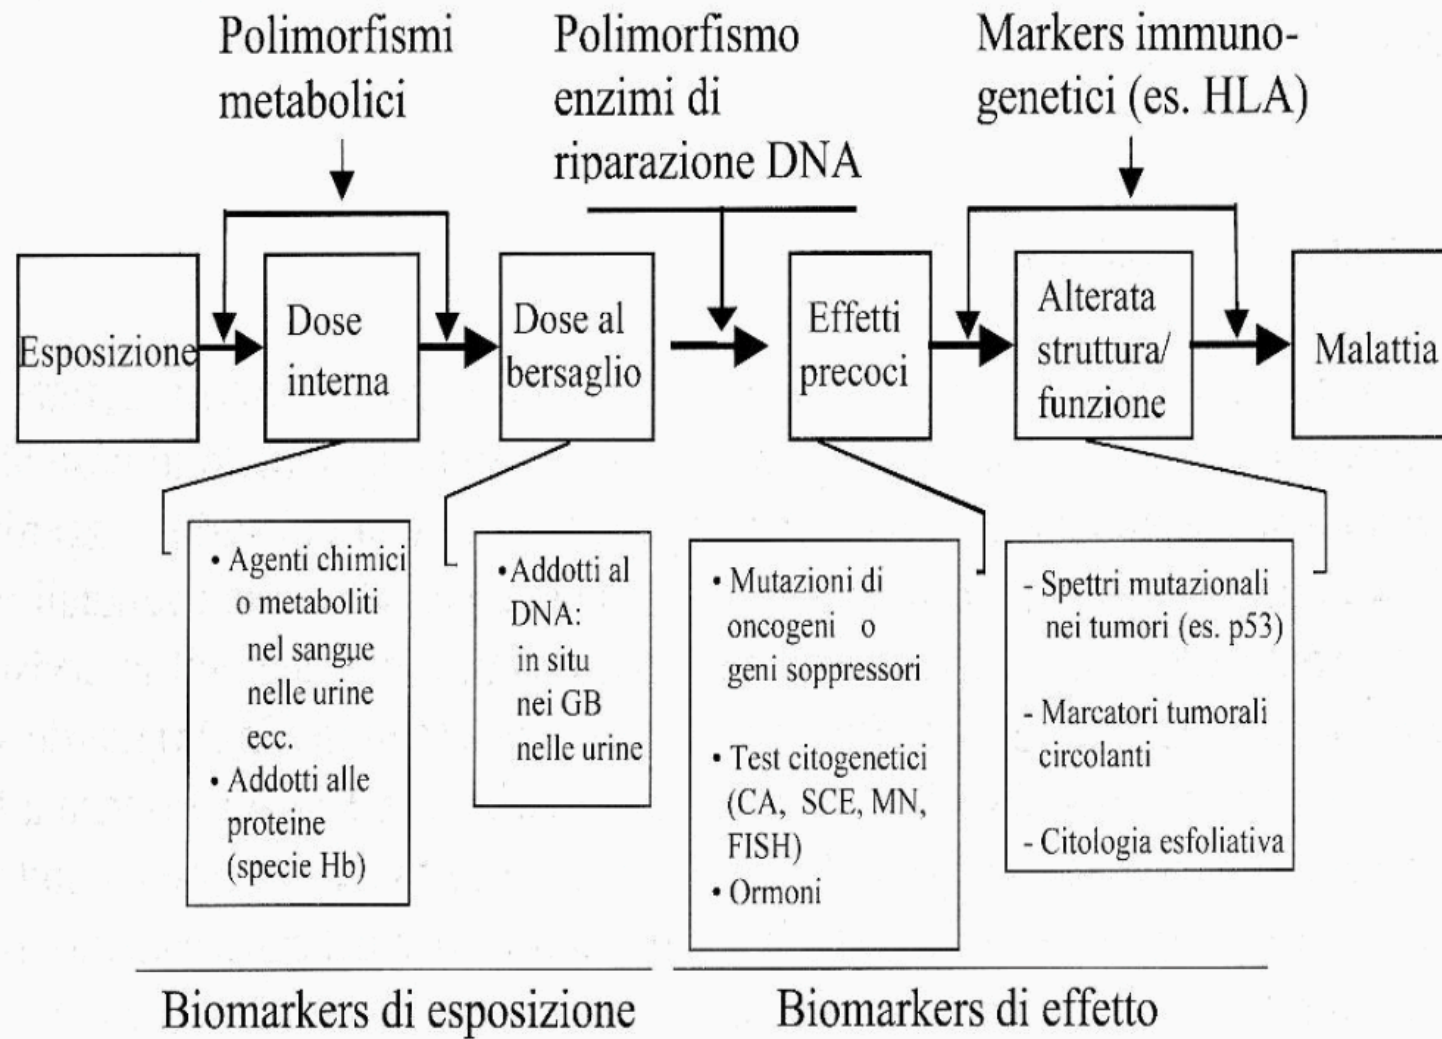 Polimorfismi
metabolici
Polimorfismo
enzimi di
riparazione DNA
Markers immuno-
genetici (es. HLA)
Esposizione
Dose
interna
Dose al
bersaglio
Effetti
precoci
Alterata
struttura/
funzione
Malattia
• Agenti chimici
o metaboliti
nel sangue
nelle urine
ecc.
• Addotti alle
proteine
(specie Hb)
• Addotti al
DNA:
in situ
nei GB
nelle urine
• Mutazioni di
oncogeni o
geni soppressori
• Test citogenetici
(CA, SCE, MN,
FISH)
• Ormoni
- Spettri mutazionali
nei tumori (es. p53)
- Marcatori tumorali
circolanti
- Citologia esfoliativa
Biomarkers di esposizione
Biomarkers di effetto